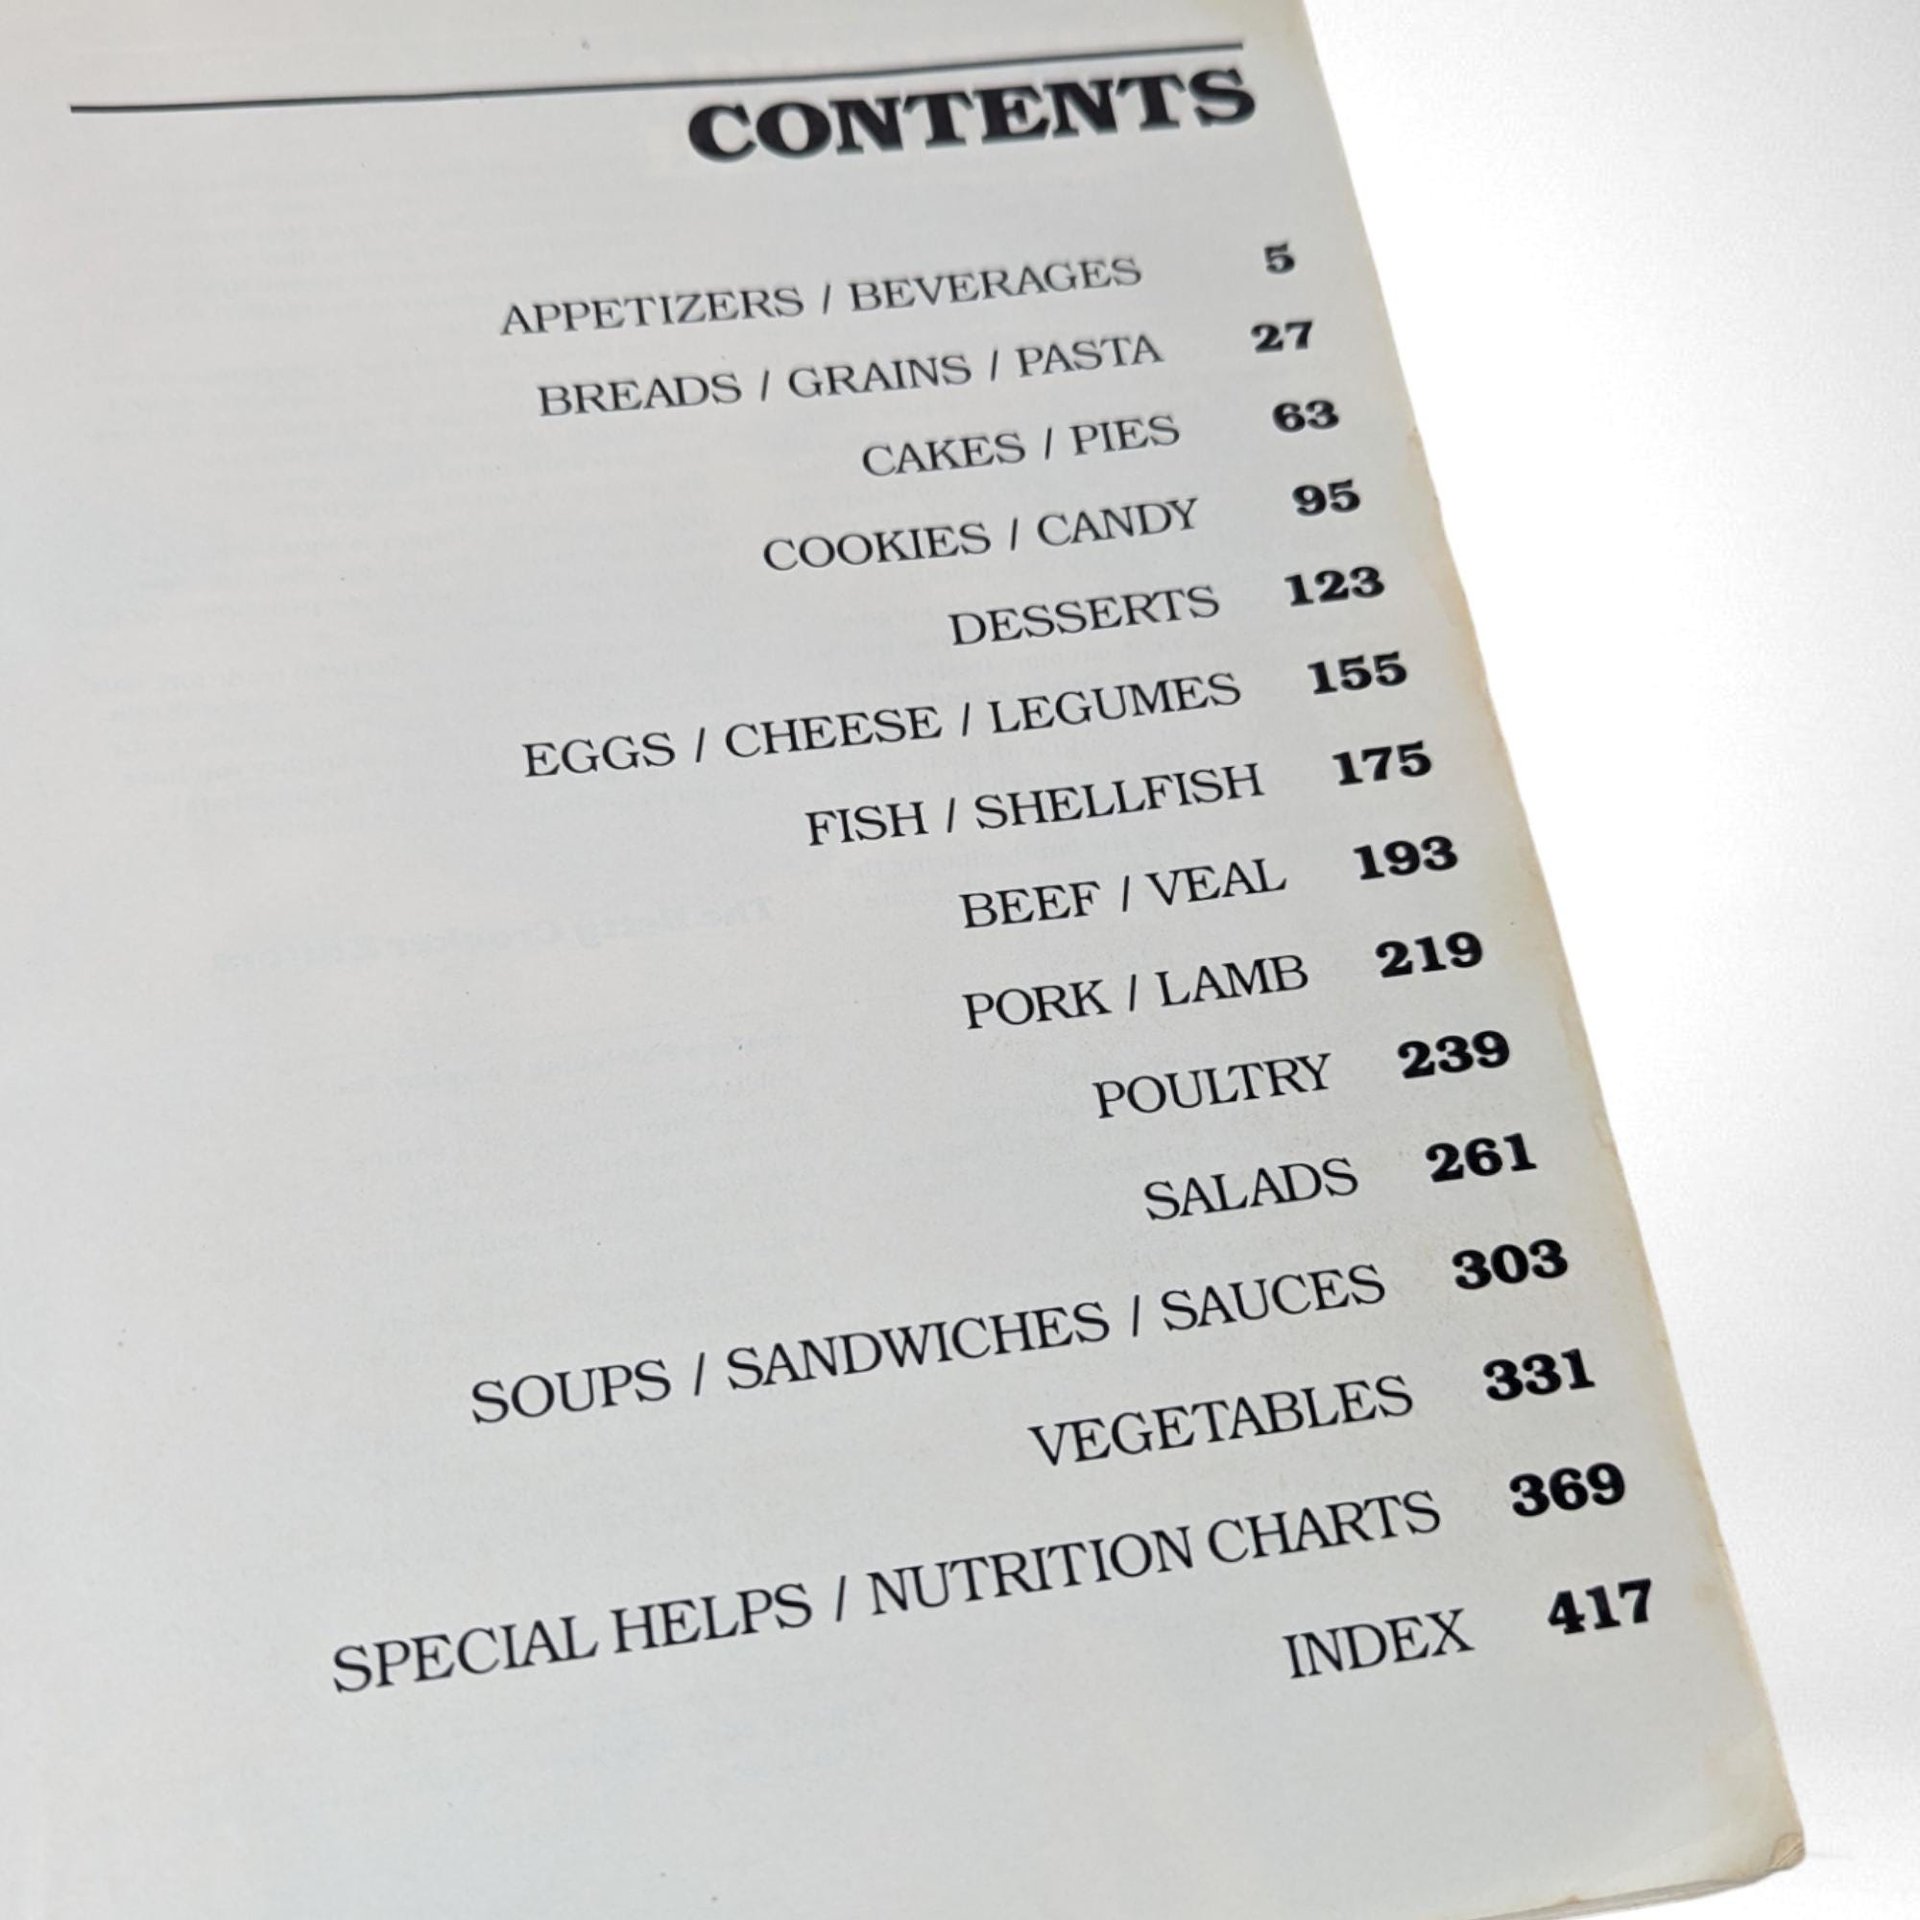 CONTENTS
APPETIZERS / BEVERAGES 5
BREADS / GRAINS / PASTA 27
CAKES / PIES 63
COOKIES / CANDY 95
DESSERTS 123
EGGS / CHEESE / LEGUMES 155
FISH / SHELLFISH 175
BEEF / VEAL 193
PORK / LAMB 219
POULTRY 239
SALADS 261
SOUPS / SANDWICHES / SAUCES 303
VEGETABLES 331
SPECIAL HELPS / NUTRITION CHARTS 369
INDEX 417